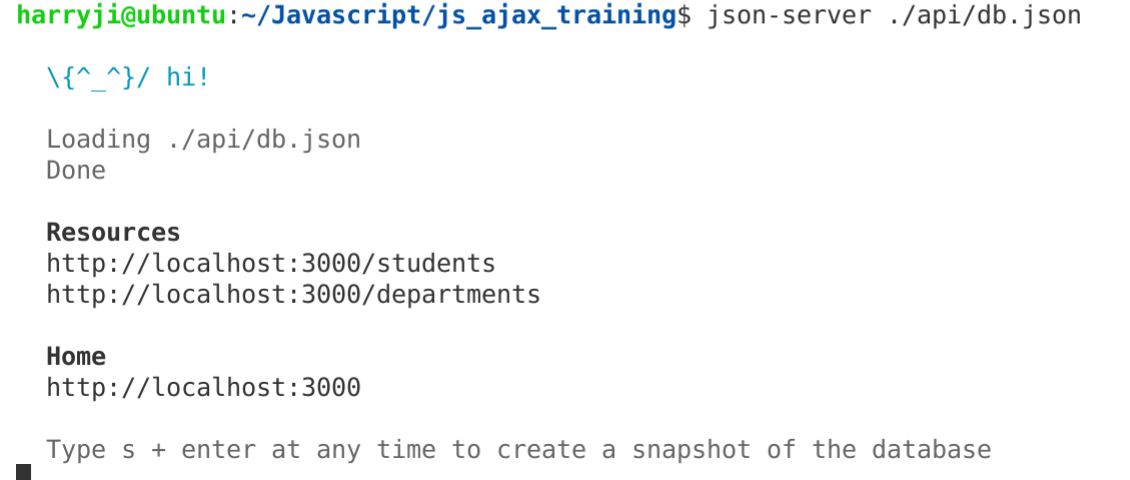 harryji@ubuntu:~/Javascript/js_ajax_training$ json-server ./api/db.json
\{^_^}/ hi!
Loading ./api/db.json
Done
Resources
http://localhost:3000/students
http://localhost:3000/departments
Home
http://localhost:3000
Type s + enter at any time to create a snapshot of the database